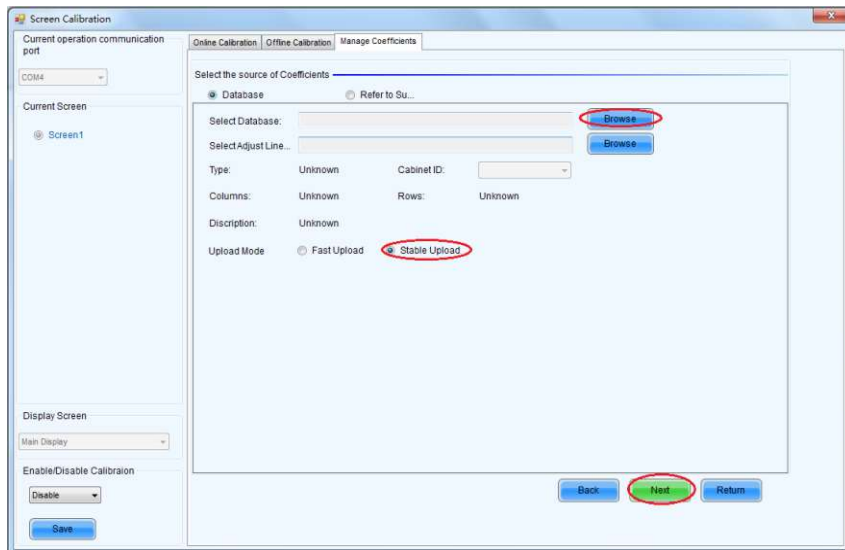 Screen Calibration
Current operation communication
port
COM4
Current Screen
Screen1
Display Screen
Main Display
Enable/Disable Calibraion
Disable
Save
Online Calibration Offline Calibration Manage Coefficients
Select the source of Coefficients
Database Refer to Su...
Select Database: Browse
Select Adjust Line... Browse
Type: Unknown Cabinet ID:
Columns: Unknown Rows: Unknown
Discription: Unknown
Upload Mode Fast Upload Stable Upload
Back Next Return